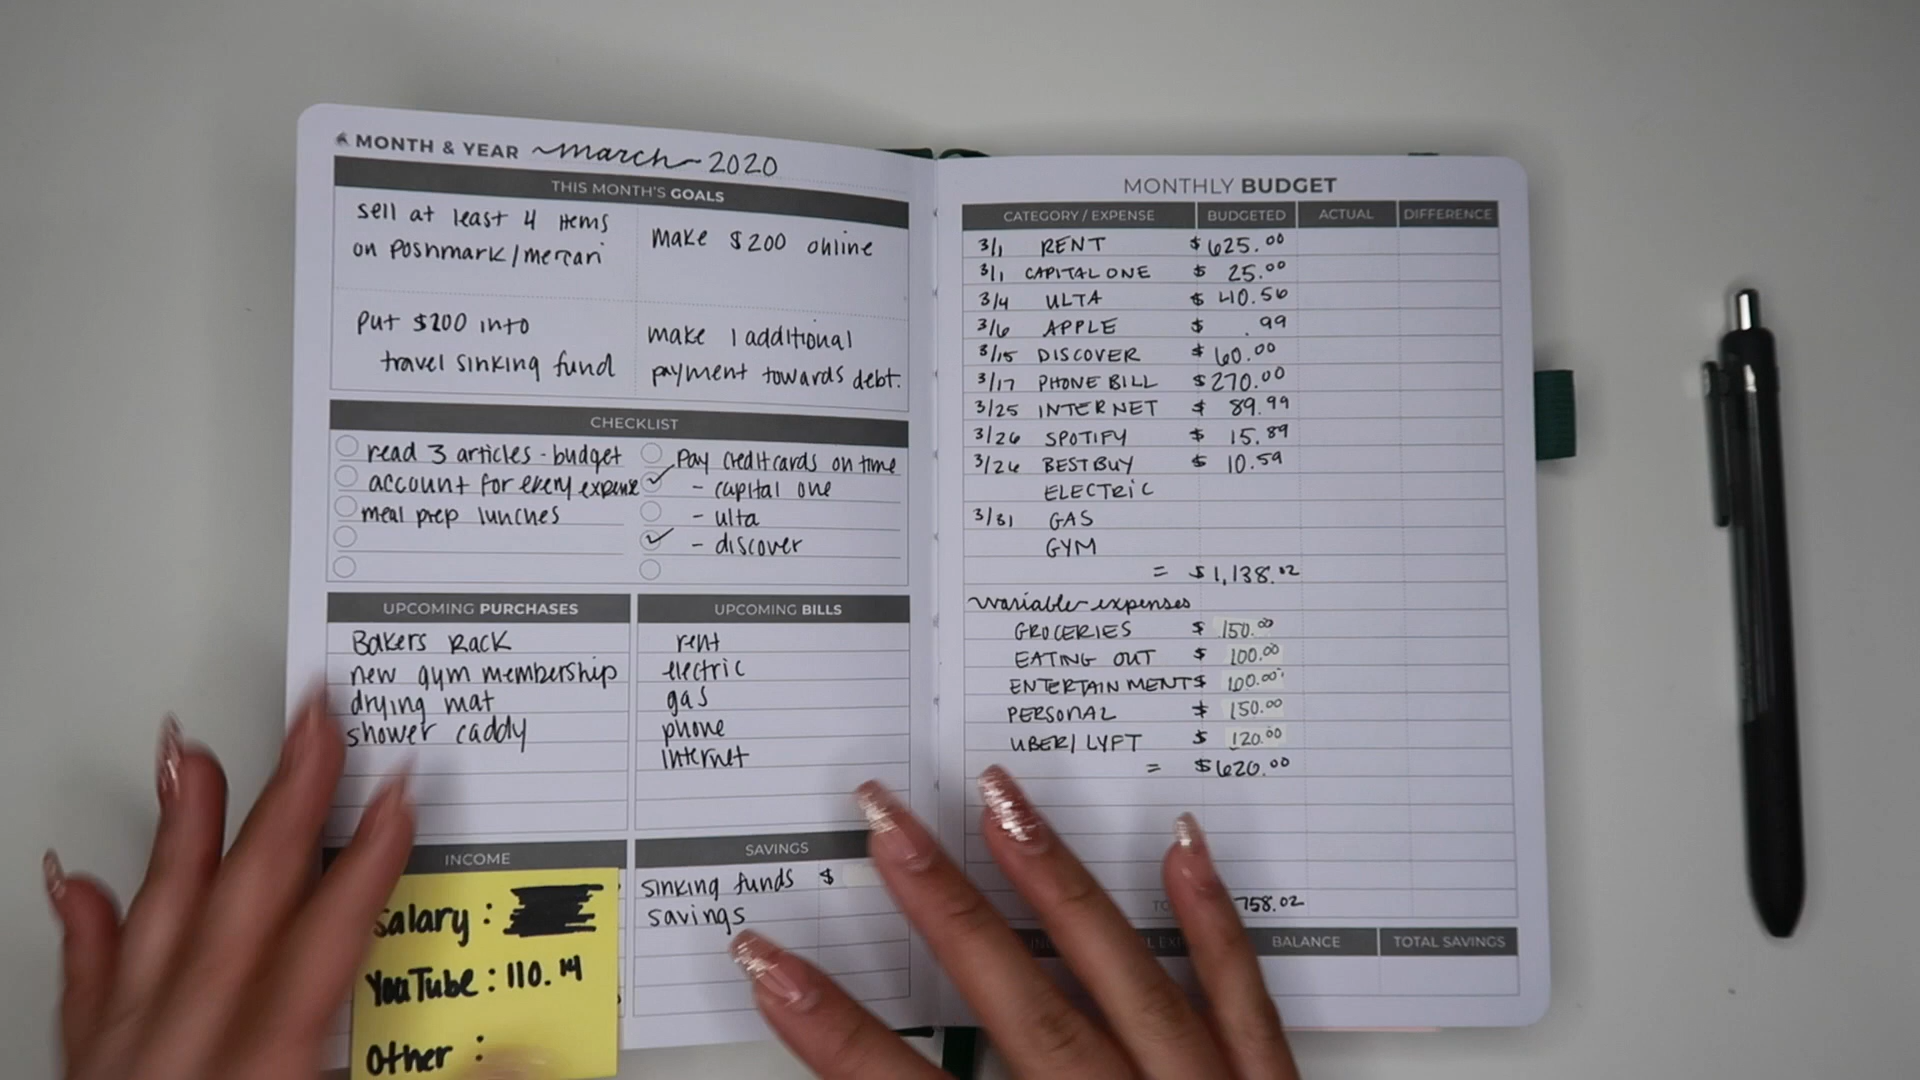 MONTH & YEAR march 2020
THIS MONTH'S GOALS
sell at least 4 items
on Poshmark/mercari
make $200 online
put $200 into
travel sinking fund
make 1 additional
payment towards debt.
CHECKLIST
read 3 articles - budget
account for every expense
meal prep lunches
Pay credit cards on time
- capital one
- ulta
- discover
UPCOMING PURCHASES
Bakers Rack
new gym membership
drying mat
shower caddy
UPCOMING BILLS
rent
electric
gas
phone
internet
INCOME
salary:
YouTube: 110.14
Other:
SAVINGS
sinking funds $
savings
MONTHLY BUDGET
CATEGORY / EXPENSE BUDGETED ACTUAL DIFFERENCE
3/1 RENT $625.00
3/1 CAPITAL ONE $ 25.00
3/4 ULTA $ 40.56
3/6 APPLE $ .99
3/15 DISCOVER $ 60.00
3/17 PHONE BILL $270.00
3/25 INTERNET $ 89.99
3/26 SPOTIFY $ 15.89
3/26 BEST BUY $ 10.59
ELECTRIC
3/31 GAS
GYM
= $1,138.02
variable expenses
GROCERIES $ 150.00
EATING OUT $ 100.00
ENTERTAINMENT $ 100.00
PERSONAL $ 150.00
UBER/ LYFT $ 120.00
= $620.00
758.02
BALANCE TOTAL SAVINGS